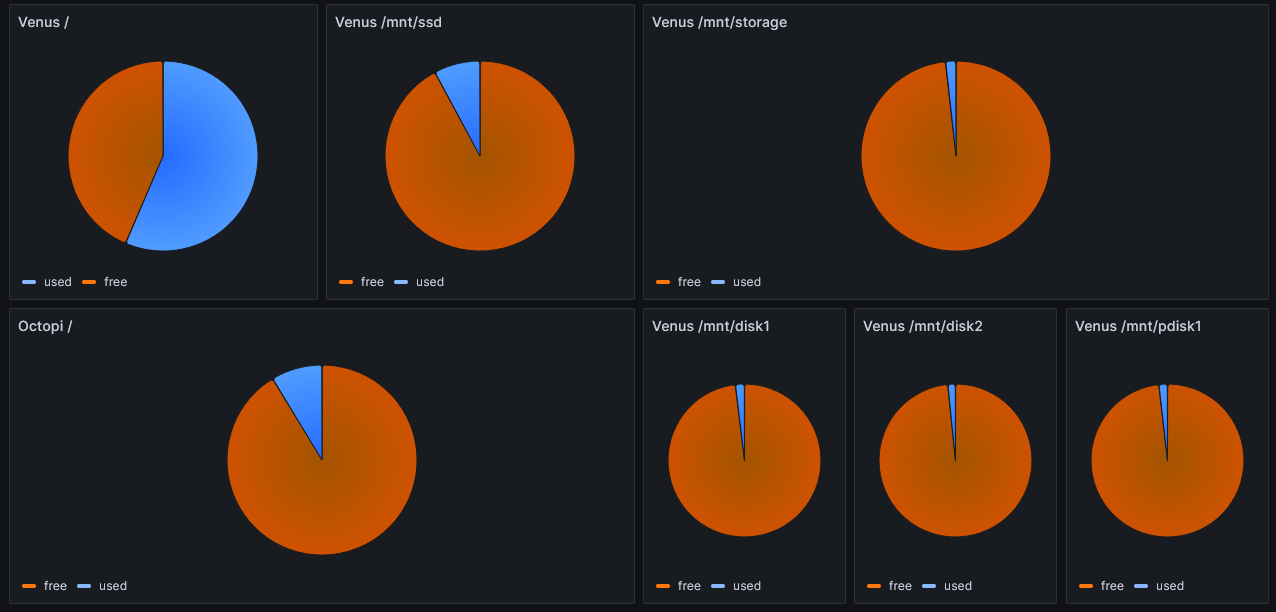 Venus /
used free
Venus /mnt/ssd
free used
Venus /mnt/storage
free used
Octopi /
free used
Venus /mnt/disk1
free used
Venus /mnt/disk2
free used
Venus /mnt/pdisk1
free used